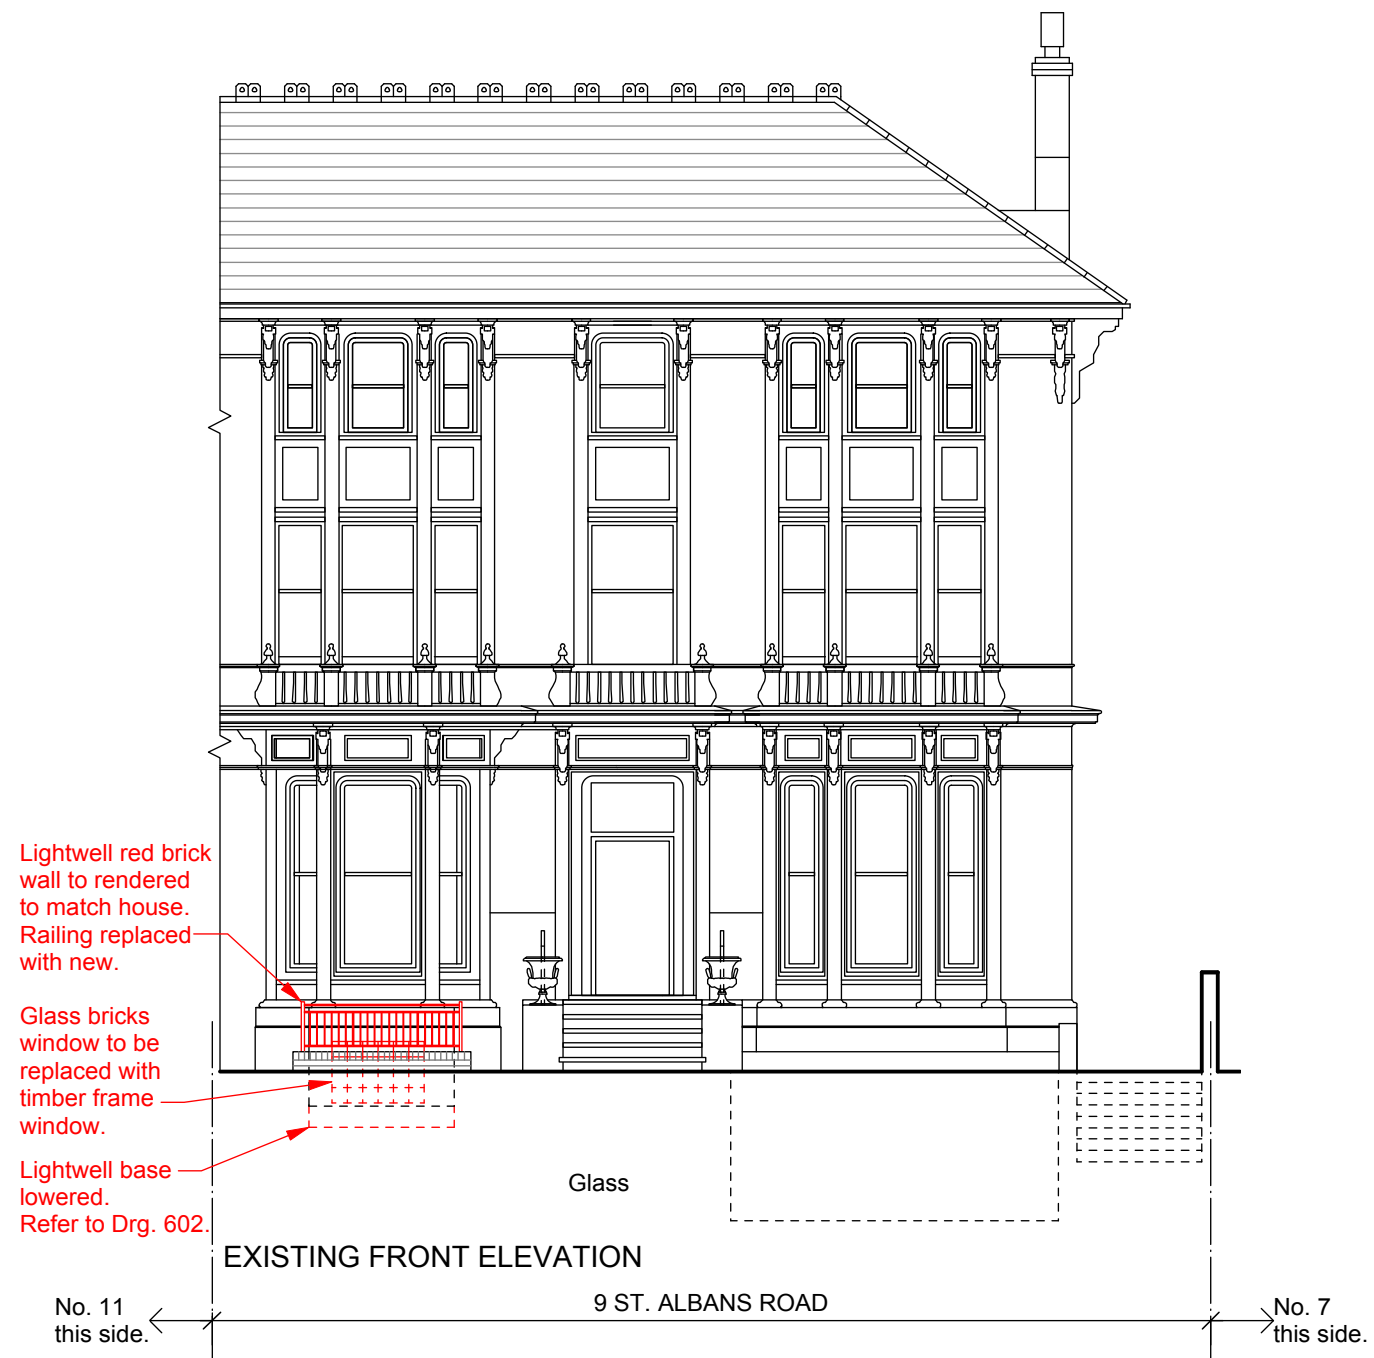 Lightwell red brick
wall to rendered
to match house.
Railing replaced
with new.
Glass bricks
window to be
replaced with
timber frame
window.
Lightwell base
lowered.
Refer to Drg. 602.
Glass
EXISTING FRONT ELEVATION
9 ST. ALBANS ROAD
No. 11
this side.
No. 7
this side.